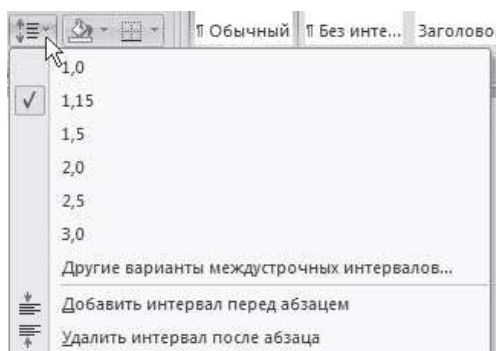 ¶ Обычный ¶ Без инте... Заголово
1,0
1,15
1,5
2,0
2,5
3,0
Другие варианты междустрочных интервалов...
Добавить интервал перед абзацем
Удалить интервал после абзаца